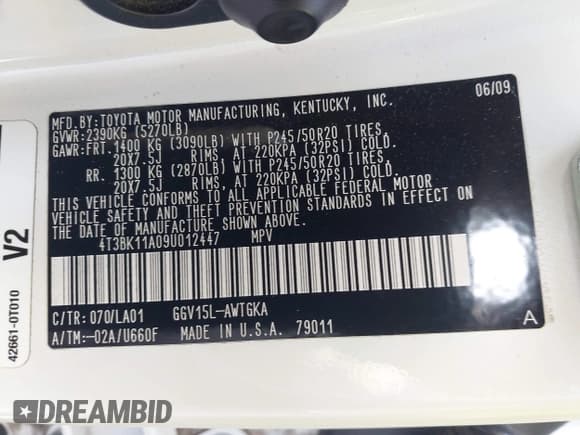 06/09
MFD.BY:TOYOTA MOTOR MANUFACTURING, KENTUCKY, INC.
GVWR:2390KG (5270LB)
GAWR:FRT.1400 KG (3090LB) WITH P245/50R20 TIRES,
20X7.5J RIMS, AT 220KPA (32PSI) COLD
RR. 1300 KG (2870LB) WITH P245/50R20 TIRES,
20X7.5J RIMS, AT 220KPA (32PSI) COLD
THIS VEHICLE CONFORMS TO ALL APPLICABLE FEDERAL MOTOR
VEHICLE SAFETY AND THEFT PREVENTION STANDARDS
IN EFFECT ON THE DATE OF
MANUFACTURE SHOWN ABOVE.
4T3BK11A09U012447 MPV
C/TR: 070/LA01 GGV15L-AWTGKA
A/TM:-02A/U660F MADE IN U.S.A. 79011
A
42661-0T010 V2
DREAMBID